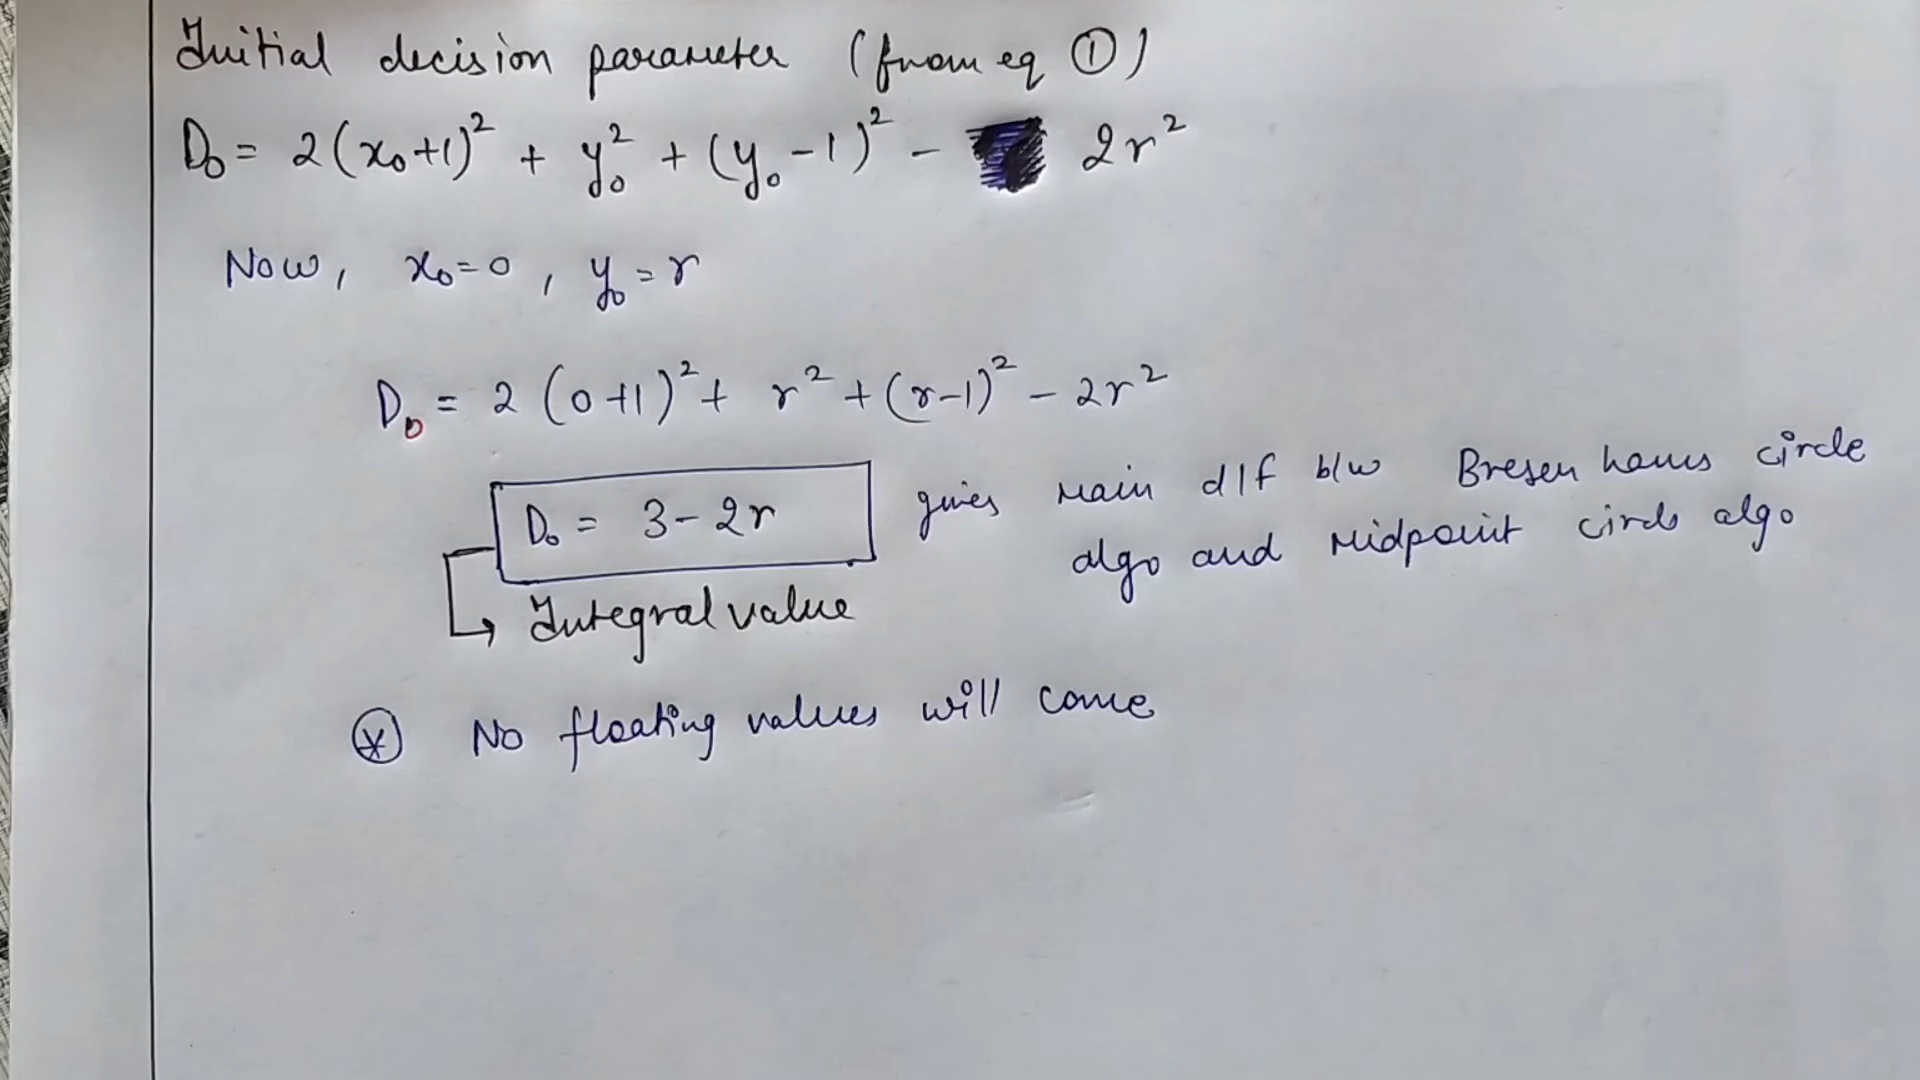 Initial decision parameter (from eq ①)
D₀ = 2(x₀+1)² + y₀² + (y₀-1)² - 2r²
Now, x₀=0, y₀=r
D₀ = 2(0+1)² + r² + (r-1)² - 2r²
D₀ = 3-2r gives main d/f b/w Bresenhams circle
algo and midpoint circle algo
↳ Integral value
⊛ No floating values will come